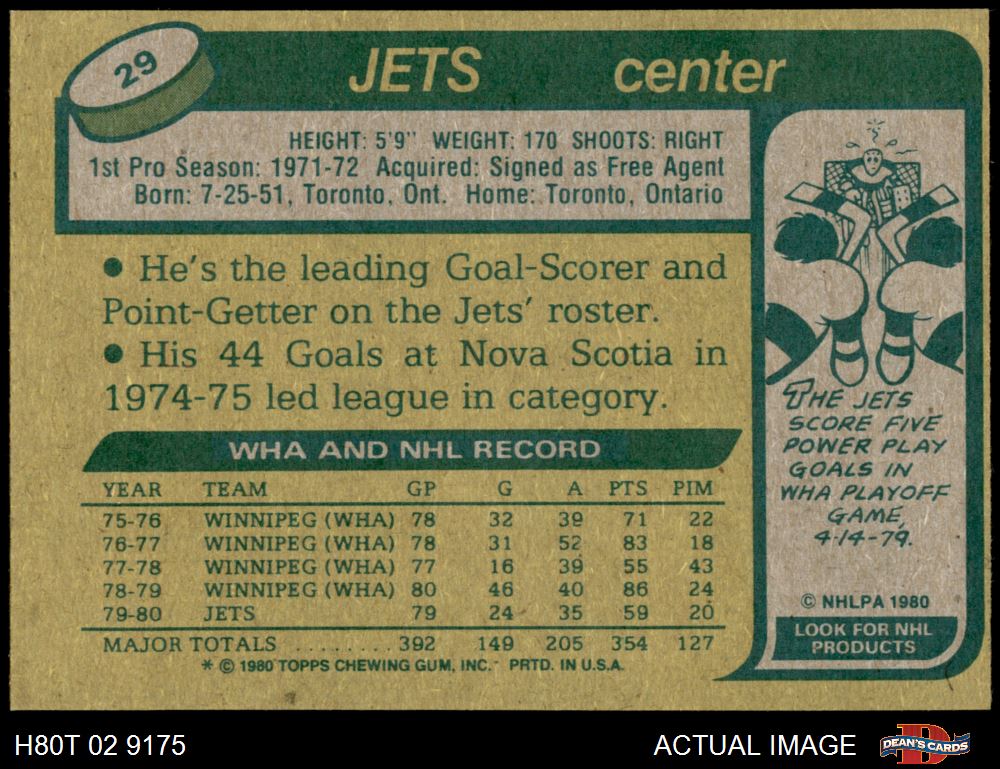 29
JETS center
HEIGHT: 5'9" WEIGHT: 170 SHOOTS: RIGHT
1st Pro Season: 1971-72 Acquired: Signed as Free Agent
Born: 7-25-51, Toronto, Ont. Home: Toronto, Ontario
• He's the leading Goal-Scorer and
Point-Getter on the Jets' roster.
• His 44 Goals at Nova Scotia in
1974-75 led league in category.
WHA AND NHL RECORD
YEAR TEAM GP G A PTS PIM
75-76 WINNIPEG (WHA) 78 32 39 71 22
76-77 WINNIPEG (WHA) 78 31 52 83 18
77-78 WINNIPEG (WHA) 77 16 39 55 43
78-79 WINNIPEG (WHA) 80 46 40 86 24
79-80 JETS 79 24 35 59 20
MAJOR TOTALS ........ 392 149 205 354 127
* © 1980 TOPPS CHEWING GUM, INC. PRTD. IN U.S.A.
THE JETS
SCORE FIVE
POWER PLAY
GOALS IN
WHA PLAYOFF
GAME,
4-14-79.
© NHLPA 1980
LOOK FOR NHL
PRODUCTS
H80T 02 9175
ACTUAL IMAGE
DEAN'S CARDS